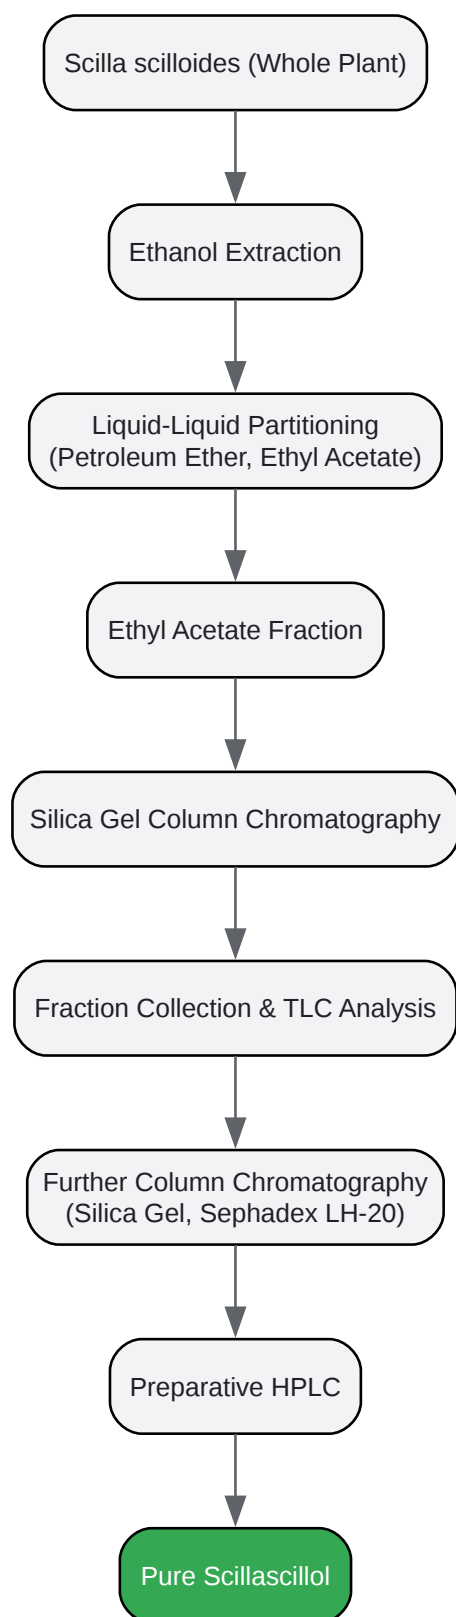 Scilla scilloides (Whole Plant)
Ethanol Extraction
Liquid-Liquid Partitioning
(Petroleum Ether, Ethyl Acetate)
Ethyl Acetate Fraction
Silica Gel Column Chromatography
Fraction Collection & TLC Analysis
Further Column Chromatography
(Silica Gel, Sephadex LH-20)
Preparative HPLC
Pure Scillascillol